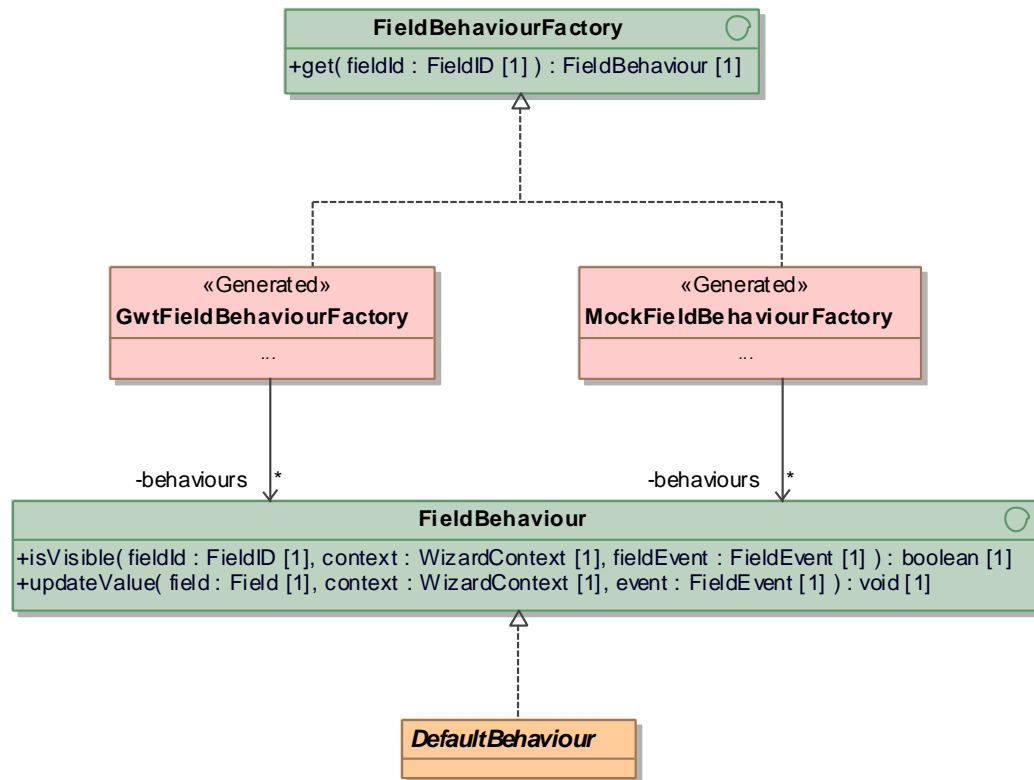 FieldBehaviourFactory
+get( fieldId : FieldID [1] ) : FieldBehaviour [1]
«Generated»
GwtFieldBehaviourFactory
...
«Generated»
MockFieldBehaviourFactory
...
-behaviours *
-behaviours *
FieldBehaviour
+isVisible( fieldId : FieldID [1], context : WizardContext [1], fieldEvent : FieldEvent [1] ) : boolean [1]
+updateValue( field : Field [1], context : WizardContext [1], event : FieldEvent [1] ) : void [1]
DefaultBehaviour